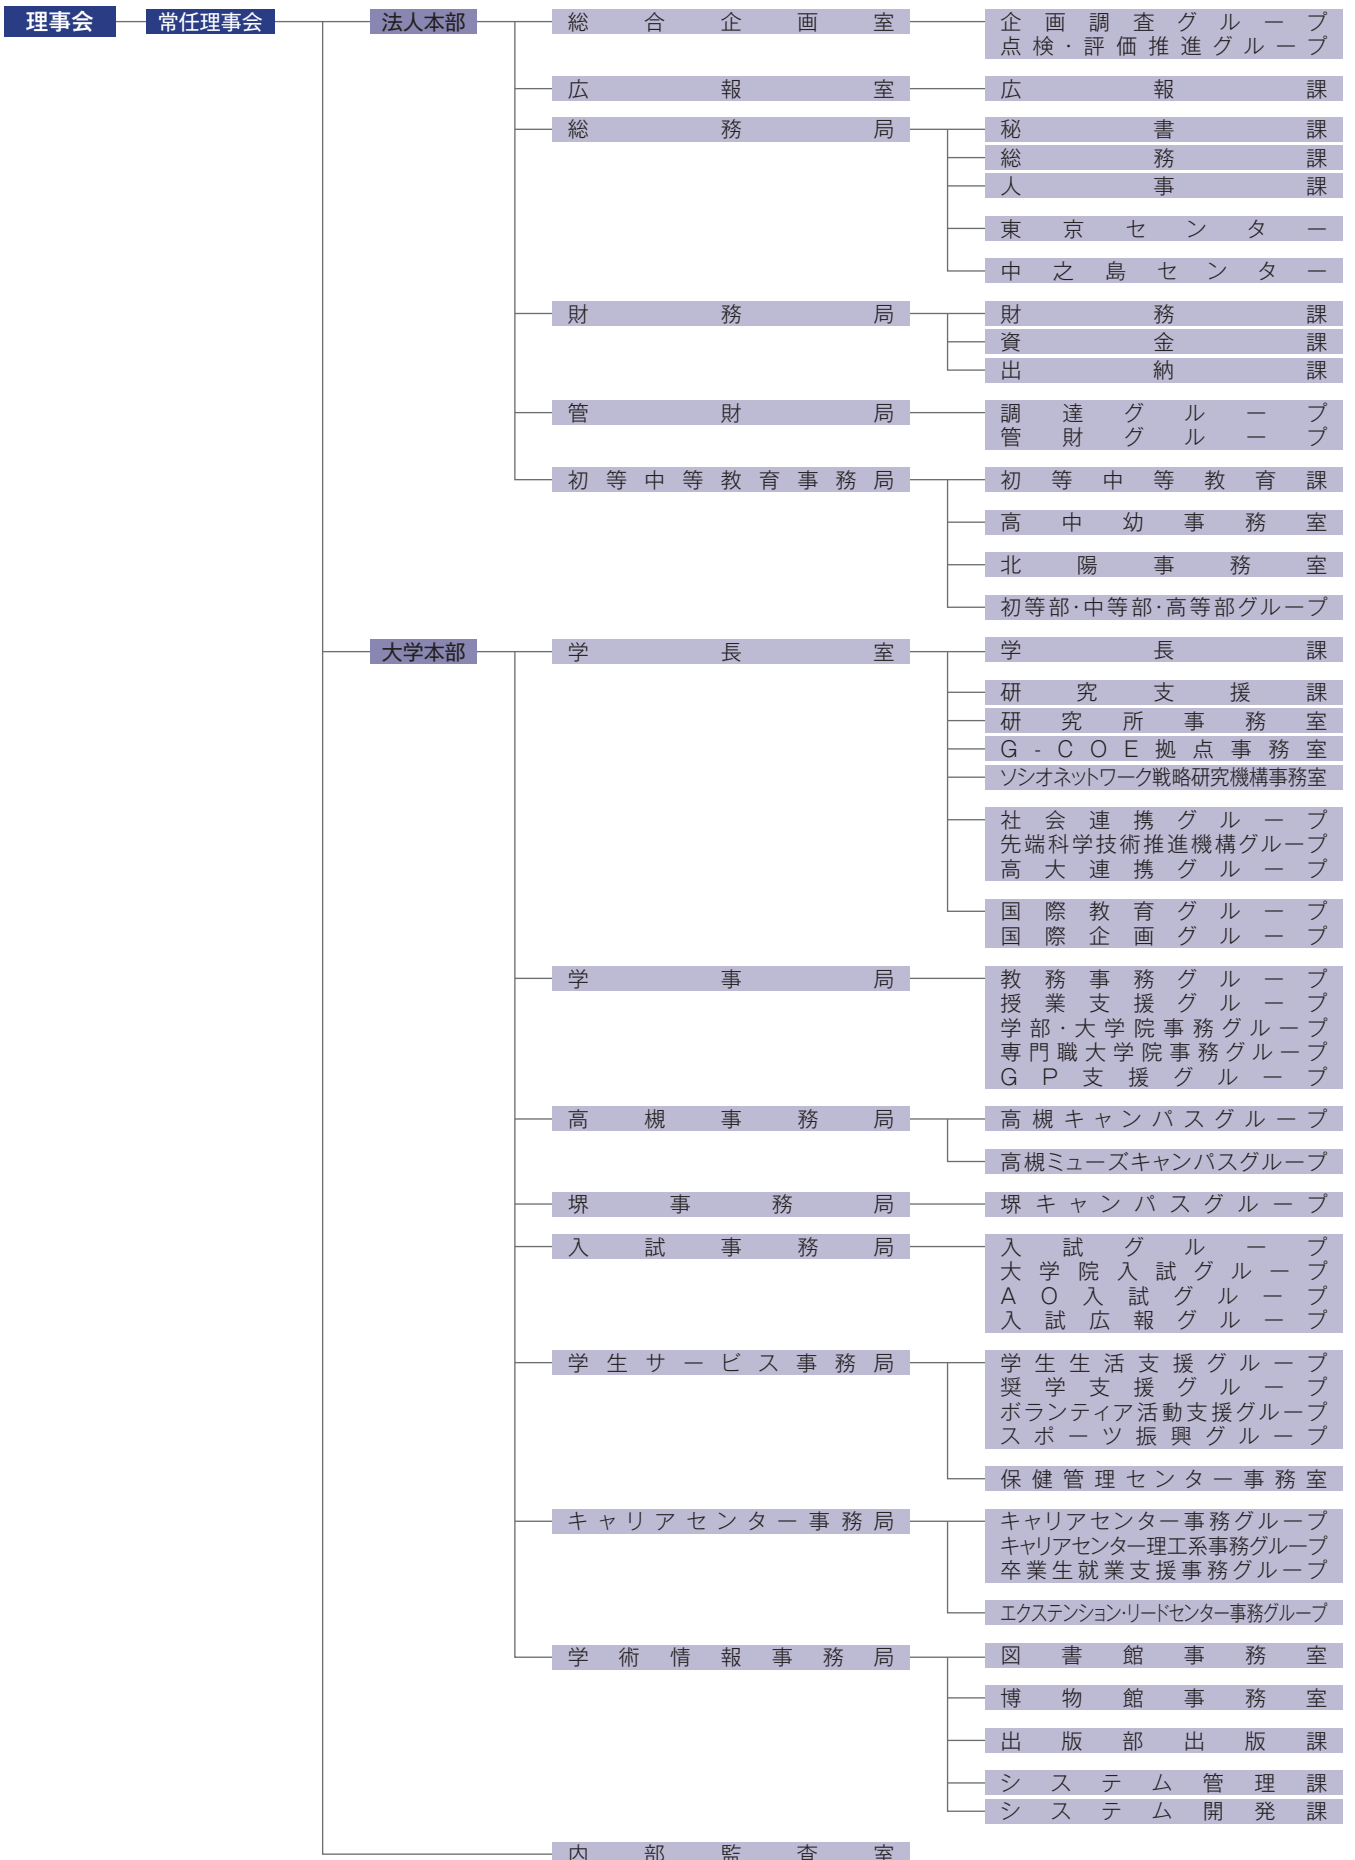 理事会
常任理事会
法人本部
総合企画室
企画調査グループ
点検・評価推進グループ
広報室
広報課
総務局
秘書課
総務課
人事課
東京センター
中之島センター
財務局
財務課
資金課
出納課
管財局
調達グループ
管財グループ
初等中等教育事務局
初等中等教育課
高中幼事務室
北陽事務室
初等部・中等部・高等部グループ
大学本部
学長室
学長課
研究支援課
研究所事務室
G-COE拠点事務室
ソシオネットワーク戦略研究機構事務室
社会連携グループ
先端科学技術推進機構グループ
高大連携グループ
国際教育グループ
国際企画グループ
学事局
教務事務グループ
授業支援グループ
学部・大学院事務グループ
専門職大学院事務グループ
GP支援グループ
高槻事務局
高槻キャンパスグループ
高槻ミューズキャンパスグループ
堺事務局
堺キャンパスグループ
入試事務局
入試グループ
大学院入試グループ
AO入試グループ
入試広報グループ
学生サービス事務局
学生生活支援グループ
奨学支援グループ
ボランティア活動支援グループ
スポーツ振興グループ
保健管理センター事務室
キャリアセンター事務局
キャリアセンター事務グループ
キャリアセンター理工系事務グループ
卒業生就業支援事務グループ
エクステンション・リードセンター事務グループ
学術情報事務局
図書館事務室
博物館事務室
出版部出版課
システム管理課
システム開発課
内部監査室